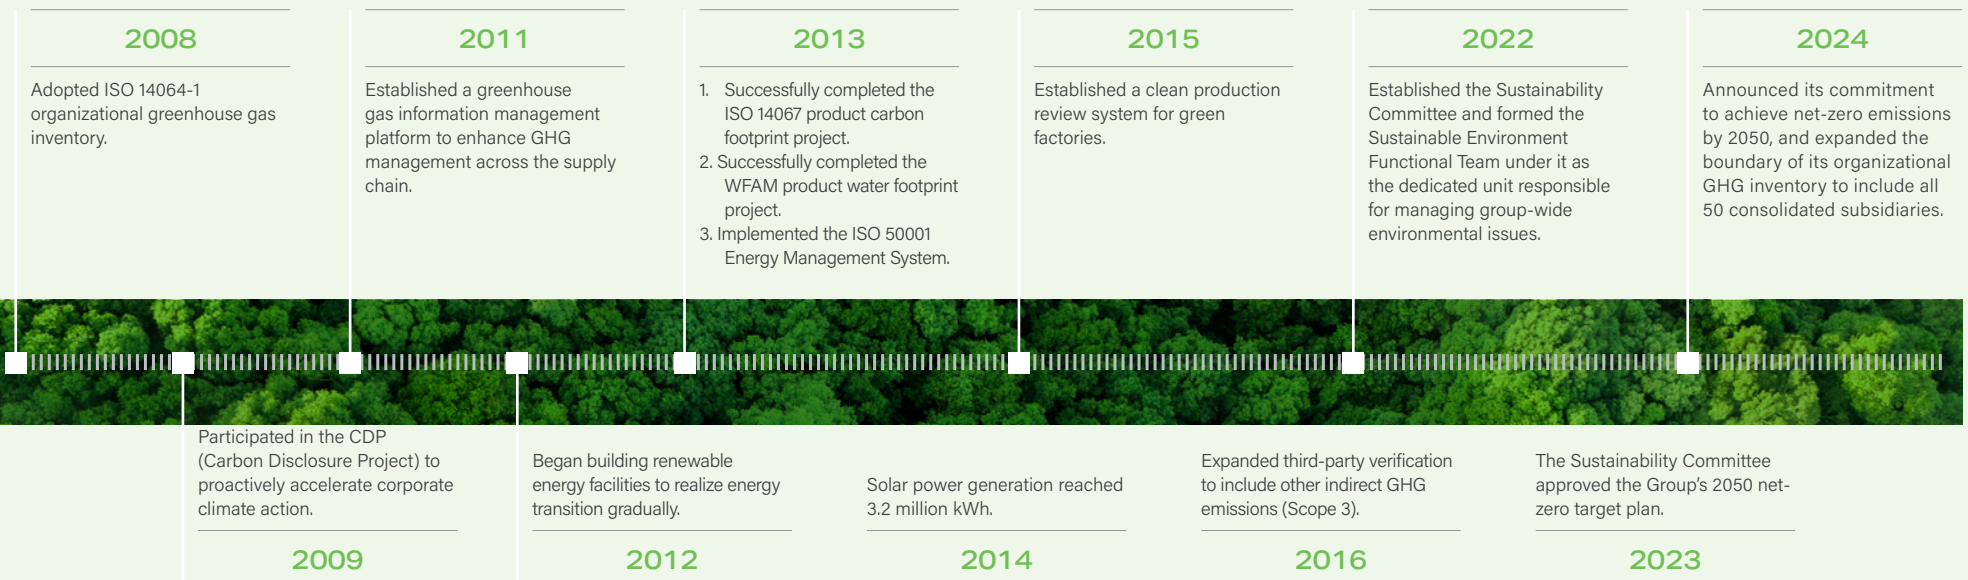 2008
Adopted ISO 14064-1
organizational greenhouse gas
inventory.
2011
Established a greenhouse
gas information management
platform to enhance GHG
management across the supply
chain.
2013
1. Successfully completed the
ISO 14067 product carbon
footprint project.
2. Successfully completed the
WFAM product water footprint
project.
3. Implemented the ISO 50001
Energy Management System.
2015
Established a clean production
review system for green
factories.
2022
Established the Sustainability
Committee and formed the
Sustainable Environment
Functional Team under it as
the dedicated unit responsible
for managing group-wide
environmental issues.
2024
Announced its commitment
to achieve net-zero emissions
by 2050, and expanded the
boundary of its organizational
GHG inventory to include all
50 consolidated subsidiaries.
Participated in the CDP
(Carbon Disclosure Project) to
proactively accelerate corporate
climate action.
2009
Began building renewable
energy facilities to realize energy
transition gradually.
2012
Solar power generation reached
3.2 million kWh.
2014
Expanded third-party verification
to include other indirect GHG
emissions (Scope 3).
2016
The Sustainability Committee
approved the Group's 2050 net-
zero target plan.
2023